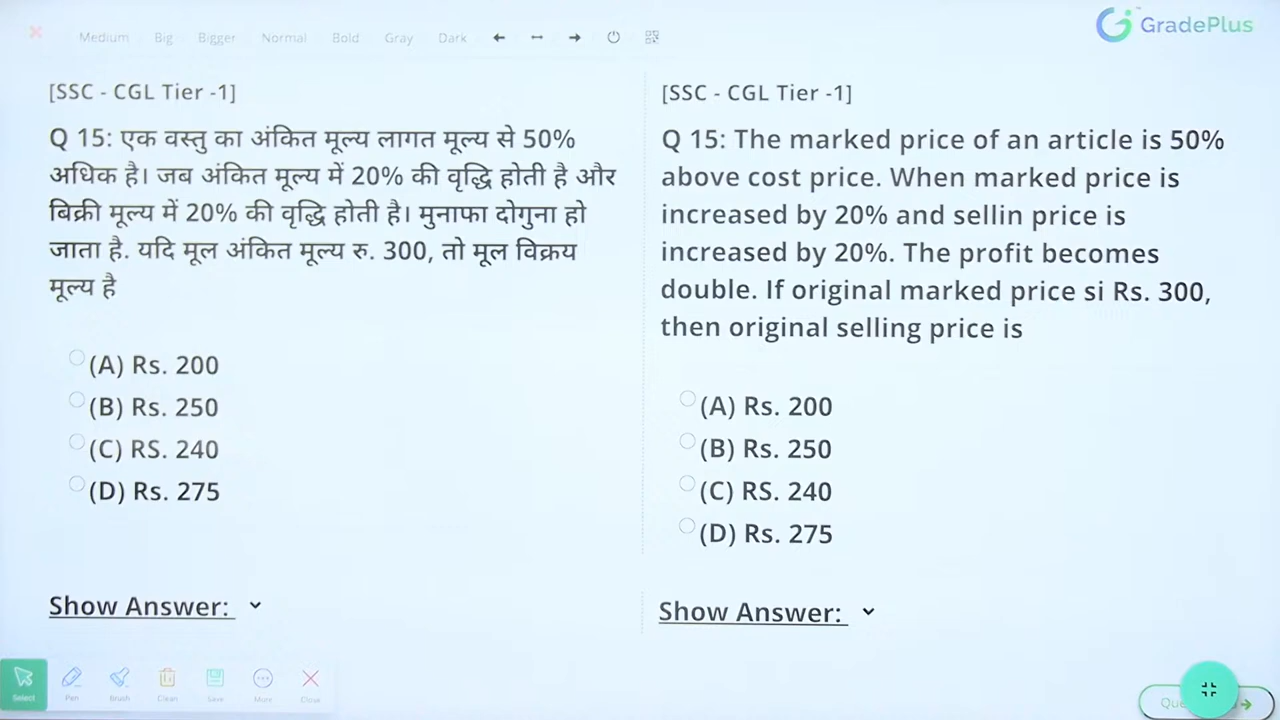 GradePlus
Medium Big Bigger Normal Bold Gray Dark
[SSC - CGL Tier -1]
Q 15: एक वस्तु का अंकित मूल्य लागत मूल्य से 50%
अधिक है। जब अंकित मूल्य में 20% की वृद्धि होती है और
बिक्री मूल्य में 20% की वृद्धि होती है। मुनाफा दोगुना हो
जाता है. यदि मूल अंकित मूल्य रु. 300, तो मूल विक्रय
मूल्य है
(A) Rs. 200
(B) Rs. 250
(C) RS. 240
(D) Rs. 275
Show Answer:
[SSC - CGL Tier -1]
Q 15: The marked price of an article is 50%
above cost price. When marked price is
increased by 20% and sellin price is
increased by 20%. The profit becomes
double. If original marked price si Rs. 300,
then original selling price is
(A) Rs. 200
(B) Rs. 250
(C) RS. 240
(D) Rs. 275
Show Answer:
Select Pen Brush Clean Save More Close